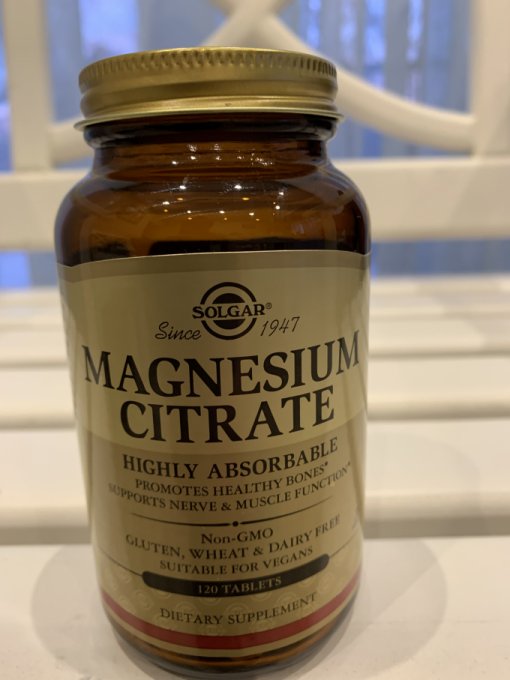 SOLGAR®
Since 1947
MAGNESIUM
CITRATE
HIGHLY ABSORBABLE
PROMOTES HEALTHY BONES*
SUPPORTS NERVE & MUSCLE FUNCTION*
Non-GMO
GLUTEN, WHEAT & DAIRY FREE
SUITABLE FOR VEGANS
120 TABLETS
DIETARY SUPPLEMENT